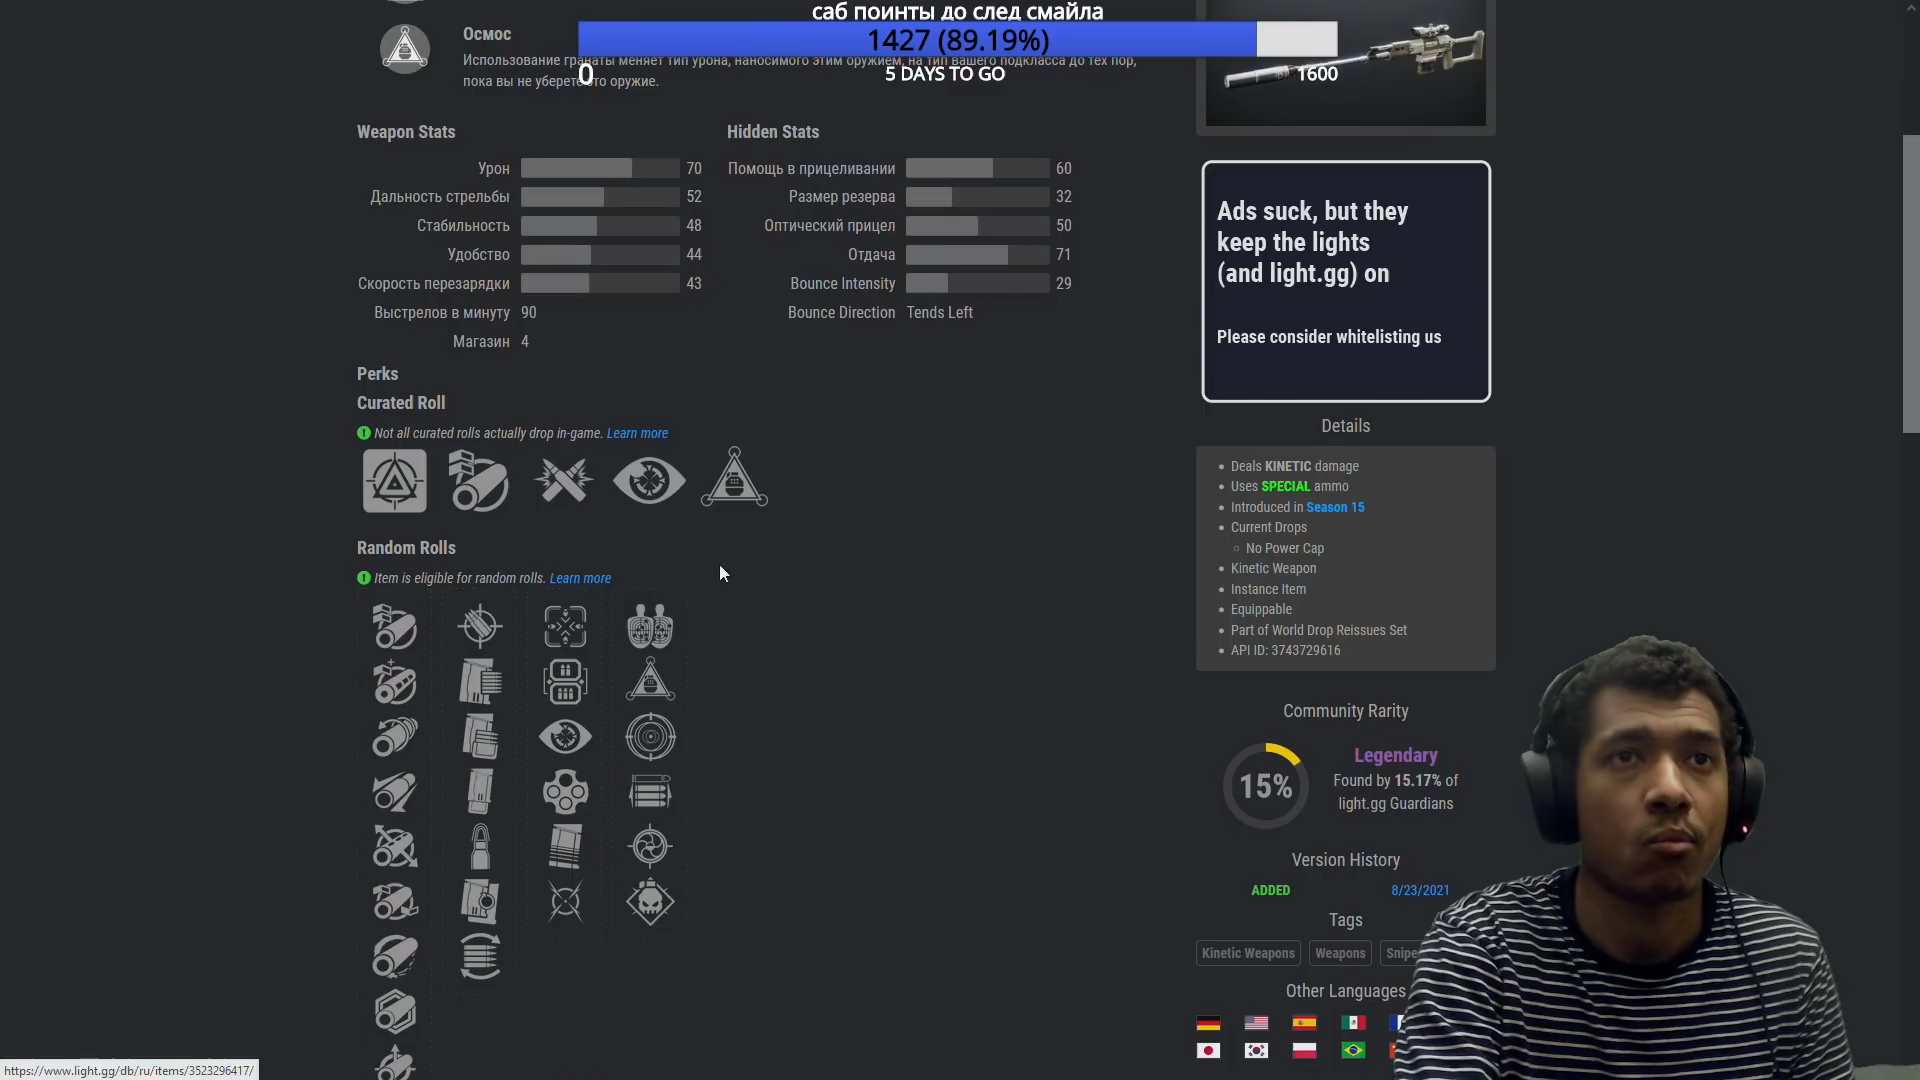 саб поинты до след смайла
1427 (89.19%)
0
5 DAYS TO GO
1600
Осмос
Использование гранаты меняет тип урона, наносимого этим оружием, на тип вашего подкласса до тех пор,
пока вы не уберете это оружие.
Weapon Stats
Урон 70
Дальность стрельбы 52
Стабильность 48
Удобство 44
Скорость перезарядки 43
Выстрелов в минуту 90
Магазин 4
Hidden Stats
Помощь в прицеливании 60
Размер резерва 32
Оптический прицел 50
Отдача 71
Bounce Intensity 29
Bounce Direction Tends Left
Perks
Curated Roll
Not all curated rolls actually drop in-game. Learn more
Random Rolls
Item is eligible for random rolls. Learn more
Ads suck, but they
keep the lights
(and light.gg) on
Please consider whitelisting us
Details
Deals KINETIC damage
Uses SPECIAL ammo
Introduced in Season 15
Current Drops
No Power Cap
Kinetic Weapon
Instance Item
Equippable
Part of World Drop Reissues Set
API ID: 3743729616
Community Rarity
15%
Legendary
Found by 15.17% of
light.gg Guardians
Version History
ADDED 8/23/2021
Tags
Kinetic Weapons
Weapons
Snipe
Other Languages
https://www.light.gg/db/ru/items/3523296417/